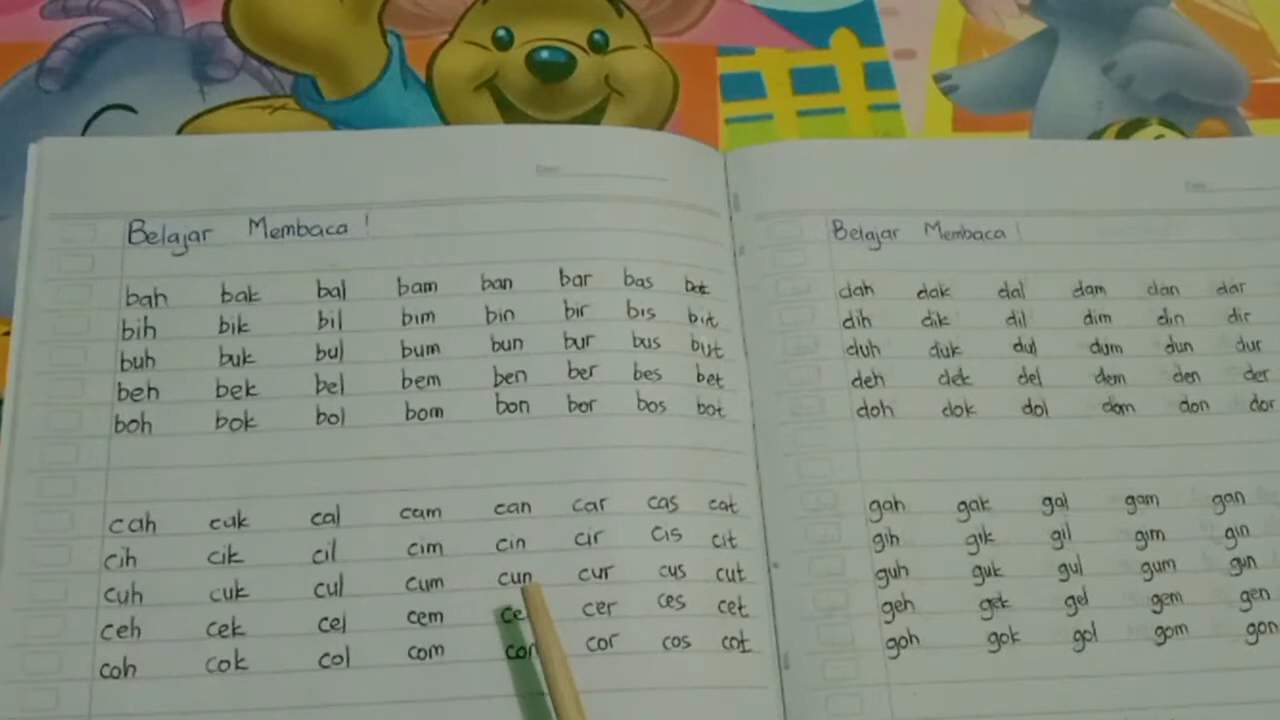 Belajar Membaca !
bah bak bal bam ban bar bas bat
bih bik bil bim bin bir bis bit
buh buk bul bum bun bur bus but
beh bek bel bem ben ber bes bet
boh bok bol bom bon bor bos bot
cah cak cal cam can car cas cat
cih cik cil cim cin cir cis cit
cuh cuk cul cum cun cur cus cut
ceh cek cel cem cer ces cet
coh cok col com cor cos cot
Belajar Membaca !
dah dak dal dam dan dar
dih dik dil dim din dir
duh duk dul dum dun dur
deh dek del dem den der
doh dok dol dom don dor
gah gak gal gam gan
gih gik gil gim gin
guh guk gul gum gun
geh gek gel gem gen
goh gok gol gom gon